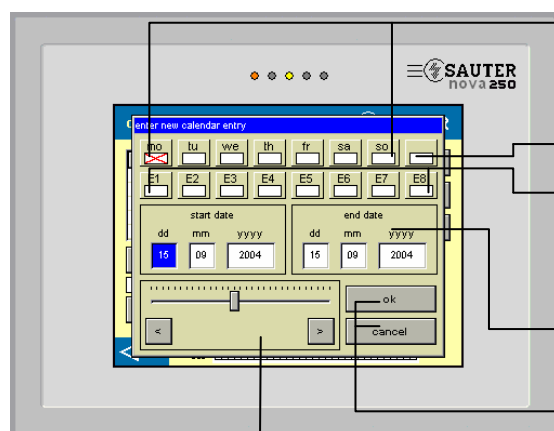 SAUTER
nova250
enter new calendar entry
mo tu we th fr sa so
E1 E2 E3 E4 E5 E6 E7 E8
start date end date
dd mm yyyy dd mm yyyy
15 09 2004 15 09 2004
ok
< > cancel